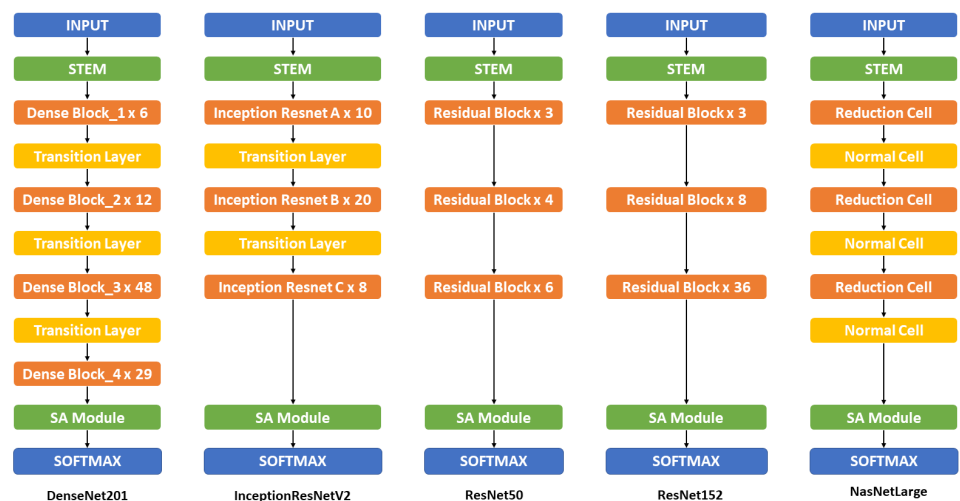 INPUT
STEM
Dense Block_1 x 6
Transition Layer
Dense Block_2 x 12
Transition Layer
Dense Block_3 x 48
Transition Layer
Dense Block_4 x 29
SA Module
SOFTMAX
DenseNet201
INPUT
STEM
Inception Resnet A x 10
Transition Layer
Inception Resnet B x 20
Transition Layer
Inception Resnet C x 8
SA Module
SOFTMAX
InceptionResNetV2
INPUT
STEM
Residual Block x 3
Residual Block x 4
Residual Block x 6
SA Module
SOFTMAX
ResNet50
INPUT
STEM
Residual Block x 3
Residual Block x 8
Residual Block x 36
SA Module
SOFTMAX
ResNet152
INPUT
STEM
Reduction Cell
Normal Cell
Reduction Cell
Normal Cell
Reduction Cell
Normal Cell
SA Module
SOFTMAX
NasNetLarge